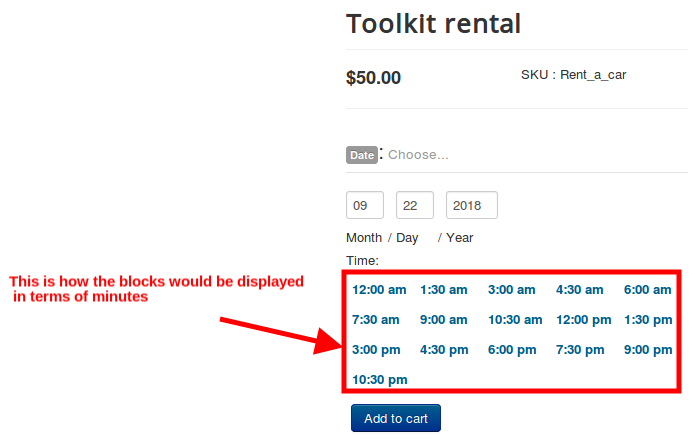 Toolkit rental
$50.00 SKU : Rent_a_car
Date : Choose...
09 22 2018
Month / Day / Year
Time:
This is how the blocks would be displayed
in terms of minutes
12:00 am 1:30 am 3:00 am 4:30 am 6:00 am
7:30 am 9:00 am 10:30 am 12:00 pm 1:30 pm
3:00 pm 4:30 pm 6:00 pm 7:30 pm 9:00 pm
10:30 pm
Add to cart